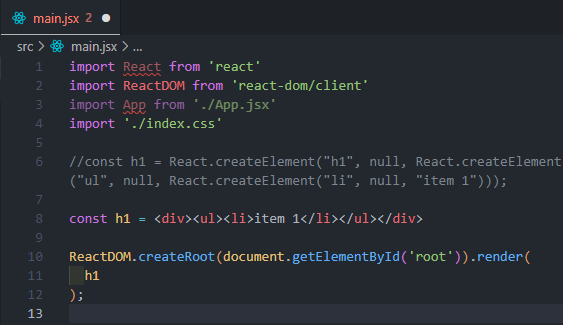 main.jsx 2
src > main.jsx > ...
1 import React from 'react'
2 import ReactDOM from 'react-dom/client'
3 import App from './App.jsx'
4 import './index.css'
5
6 //const h1 = React.createElement("h1", null, React.createElement
("ul", null, React.createElement("li", null, "item 1")));
7
8 const h1 = <div><ul><li>item 1</li></ul></div>
9
10 ReactDOM.createRoot(document.getElementById('root')).render(
11 h1
12 );
13